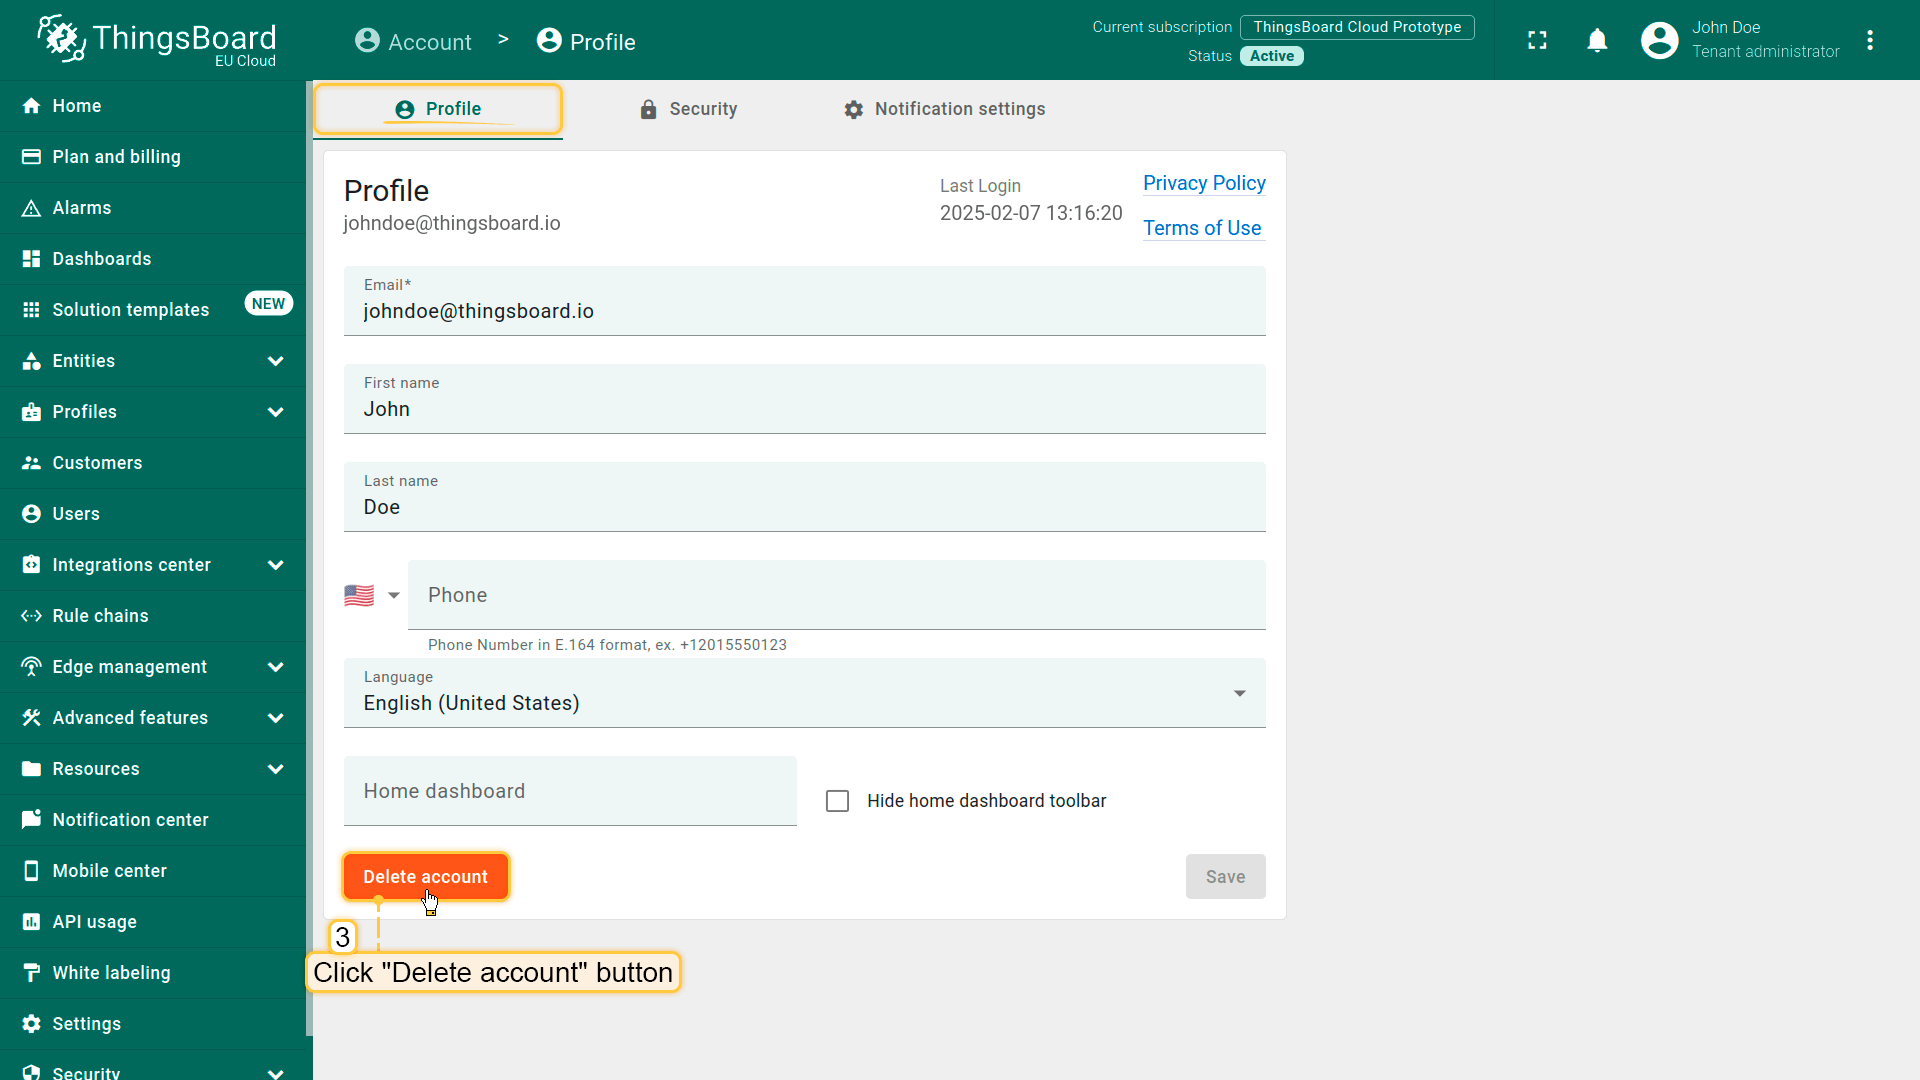 ThingsBoard
EU Cloud
Account > Profile
Current subscription ThingsBoard Cloud Prototype
Status Active
John Doe
Tenant administrator
Home
Plan and billing
Alarms
Dashboards
Solution templates NEW
Entities
Profiles
Customers
Users
Integrations center
Rule chains
Edge management
Advanced features
Resources
Notification center
Mobile center
API usage
White labeling
Settings
Security
Profile
Security
Notification settings
Profile
johndoe@thingsboard.io
Last Login
2025-02-07 13:16:20
Privacy Policy
Terms of Use
Email*
johndoe@thingsboard.io
First name
John
Last name
Doe
Phone
Phone Number in E.164 format, ex. +12015550123
Language
English (United States)
Home dashboard
Hide home dashboard toolbar
Delete account
Save
3
Click "Delete account" button